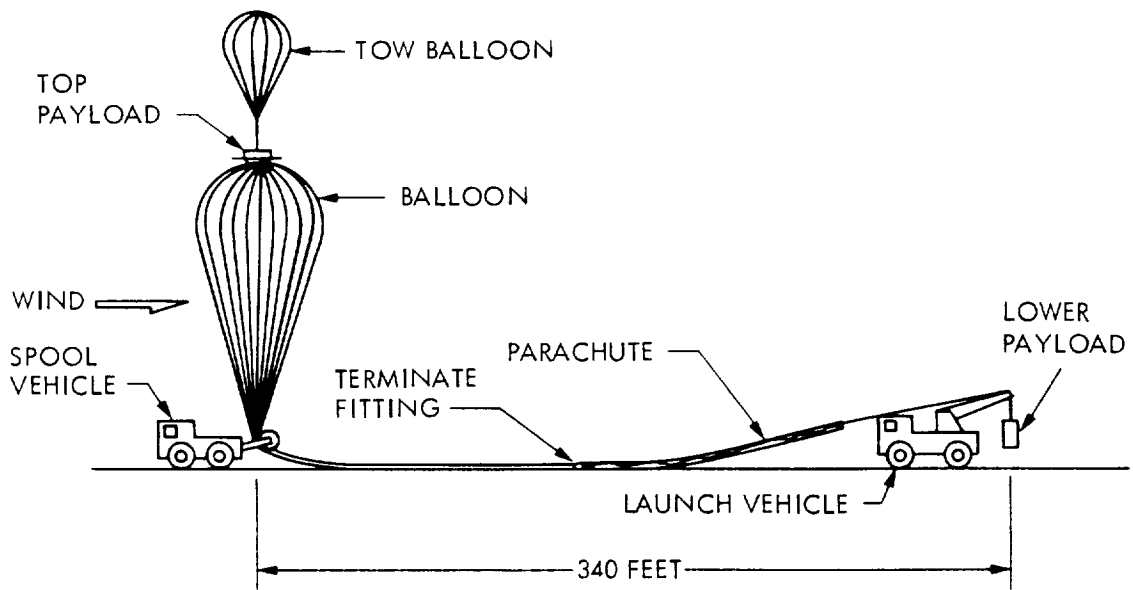 TOW BALLOON
TOP
PAYLOAD
BALLOON
WIND
LOWER
PAYLOAD
SPOOL
VEHICLE
PARACHUTE
TERMINATE
FITTING
LAUNCH VEHICLE
340 FEET